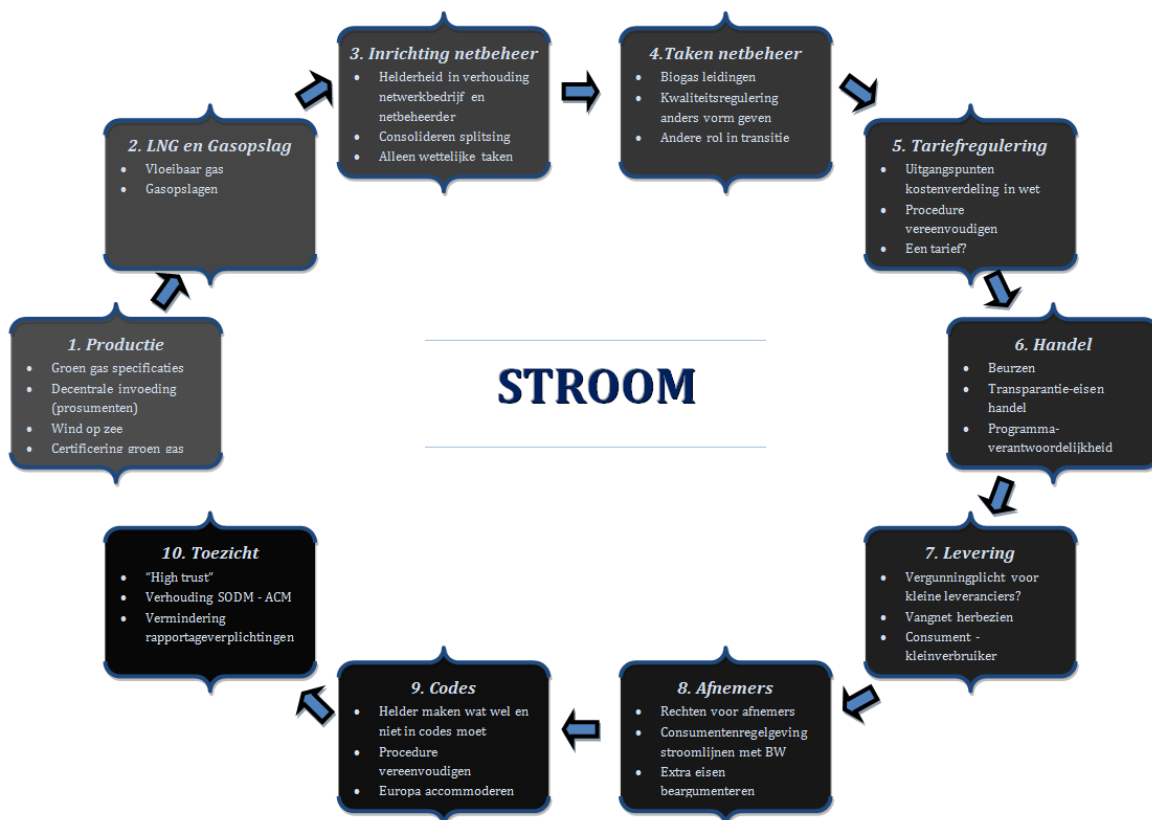 1. Productie
• Groen gas specificaties
• Decentrale invoeding
(prosumenten)
• Wind op zee
• Certificering groen gas
2. LNG en Gasopslag
• Vloeibaar gas
• Gasopslagen
3. Inrichting netbeheer
• Helderheid in verhouding
netwerkbedrijf en
netbeheerder
• Consolideren splitsing
• Alleen wettelijke taken
4.Taken netbeheer
• Biogas leidingen
• Kwaliteitsregulering
anders vorm geven
• Andere rol in transitie
5. Tariefregulering
• Uitgangspunten
kostenverdeling in wet
• Procedure
vereenvoudigen
• Een tarief?
6. Handel
• Beurzen
• Transparantie-eisen
handel
• Programma-
verantwoordelijkheid
STROOM
7. Levering
• Vergunningplicht voor
kleine leveranciers?
• Vangnet herbezien
• Consument -
kleinverbruiker
8. Afnemers
• Rechten voor afnemers
• Consumentenregelgeving
stroomlijnen met BW
• Extra eisen
beargumenteren
9. Codes
• Helder maken wat wel en
niet in codes moet
• Procedure
vereenvoudigen
• Europa accommoderen
10. Toezicht
• "High trust"
• Verhouding SODM - ACM
• Vermindering
rapportageverplichtingen